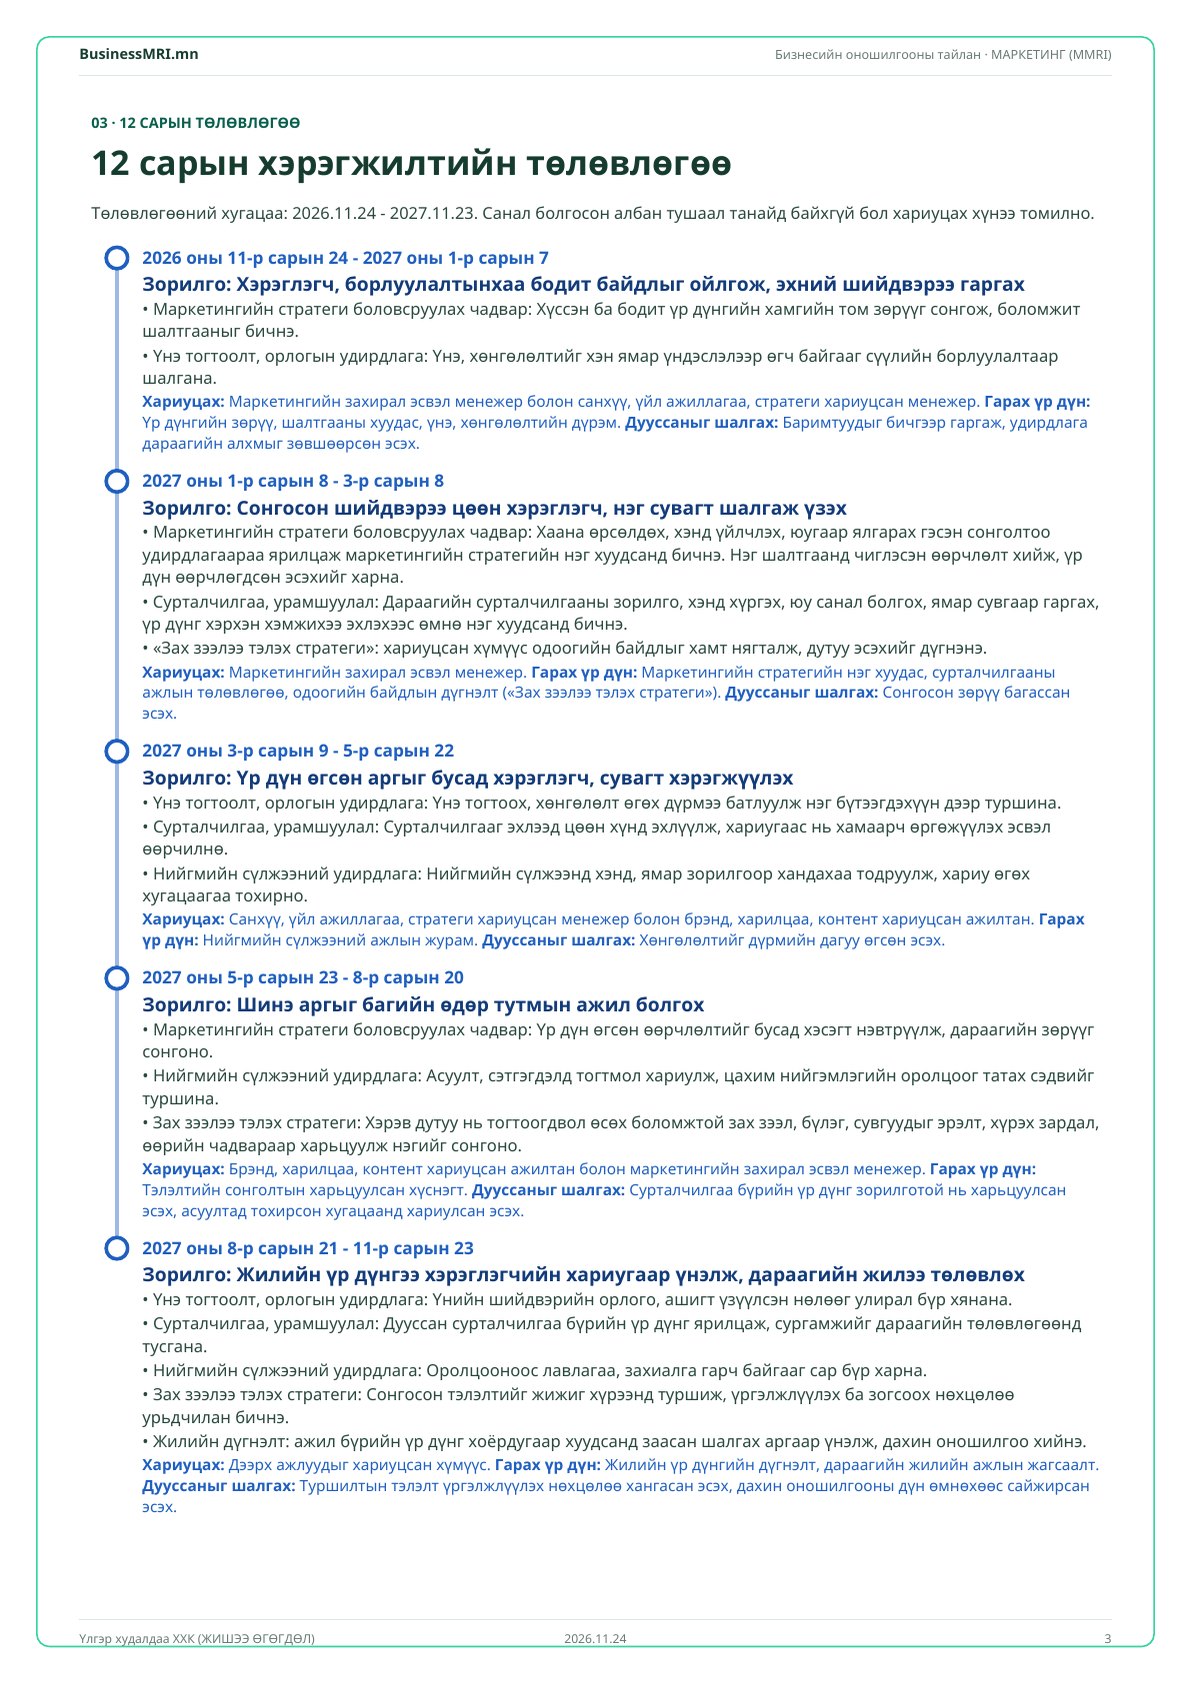 BusinessMRI.mn
Бизнесийн оношилгооны тайлан · МАРКЕТИНГ (MMRI)
03 · 12 САРЫН ТӨЛӨВЛӨГӨӨ
12 сарын хэрэгжилтийн төлөвлөгөө
Төлөвлөгөөний хугацаа: 2026.11.24 - 2027.11.23. Санал болгосон албан тушаал танайд байхгүй бол хариуцах хүнээ томилно.
2026 оны 11-р сарын 24 - 2027 оны 1-р сарын 7
Зорилго: Хэрэглэгч, борлуулалтынхаа бодит байдлыг ойлгож, эхний шийдвэрээ гаргах
• Маркетингийн стратеги боловсруулах чадвар: Хүссэн ба бодит үр дүнгийн хамгийн том зөрүүг сонгож, боломжит
шалтгааныг бичнэ.
• Үнэ тогтоолт, орлогын удирдлага: Үнэ, хөнгөлөлтийг хэн ямар үндэслэлээр өгч байгааг сүүлийн борлуулалтаар
шалгана.
Хариуцах: Маркетингийн захирал эсвэл менежер болон санхүү, үйл ажиллагаа, стратеги хариуцсан менежер. Гарах үр дүн:
Үр дүнгийн зөрүү, шалтгааны хуудас, үнэ, хөнгөлөлтийн дүрэм. Дууссаныг шалгах: Баримтуудыг бичгээр гаргаж, удирдлага
дараагийн алхмыг зөвшөөрсөн эсэх.
2027 оны 1-р сарын 8 - 3-р сарын 8
Зорилго: Сонгосон шийдвэрээ цөөн хэрэглэгч, нэг сувагт шалгаж үзэх
• Маркетингийн стратеги боловсруулах чадвар: Хаана өрсөлдөх, хэнд үйлчлэх, юугаар ялгарах гэсэн сонголтоо
удирдлагаараа ярилцаж маркетингийн стратегийн нэг хуудсанд бичнэ. Нэг шалтгаанд чиглэсэн өөрчлөлт хийж, үр
дүн өөрчлөгдсөн эсэхийг харна.
• Сурталчилгаа, урамшуулал: Дараагийн сурталчилгааны зорилго, хэнд хүргэх, юу санал болгох, ямар сувгаар гаргах,
үр дүнг хэрхэн хэмжихээ эхлэхээс өмнө нэг хуудсанд бичнэ.
• «Зах зээлээ тэлэх стратеги»: хариуцсан хүмүүс одоогийн байдлыг хамт нягталж, дутуу эсэхийг дүгнэнэ.
Хариуцах: Маркетингийн захирал эсвэл менежер. Гарах үр дүн: Маркетингийн стратегийн нэг хуудас, сурталчилгааны
ажлын төлөвлөгөө, одоогийн байдлын дүгнэлт («Зах зээлээ тэлэх стратеги»). Дууссаныг шалгах: Сонгосон зөрүү багассан
эсэх.
2027 оны 3-р сарын 9 - 5-р сарын 22
Зорилго: Үр дүн өгсөн аргыг бусад хэрэглэгч, сувагт хэрэгжүүлэх
• Үнэ тогтоолт, орлогын удирдлага: Үнэ тогтоох, хөнгөлөлт өгөх дүрмээ батлуулж нэг бүтээгдэхүүн дээр туршина.
• Сурталчилгаа, урамшуулал: Сурталчилгааг эхлээд цөөн хүнд эхлүүлж, хариугаас нь хамаарч өргөжүүлэх эсвэл
өөрчилнө.
• Нийгмийн сүлжээний удирдлага: Нийгмийн сүлжээнд хэнд, ямар зорилгоор хандахаа тодруулж, хариу өгөх
хугацаагаа тохирно.
Хариуцах: Санхүү, үйл ажиллагаа, стратеги хариуцсан менежер болон брэнд, харилцаа, контент хариуцсан ажилтан. Гарах
үр дүн: Нийгмийн сүлжээний ажлын журам. Дууссаныг шалгах: Хөнгөлөлтийг дүрмийн дагуу өгсөн эсэх.
2027 оны 5-р сарын 23 - 8-р сарын 20
Зорилго: Шинэ аргыг багийн өдөр тутмын ажил болгох
• Маркетингийн стратеги боловсруулах чадвар: Үр дүн өгсөн өөрчлөлтийг бусад хэсэгт нэвтрүүлж, дараагийн зөрүүг
сонгоно.
• Нийгмийн сүлжээний удирдлага: Асуулт, сэтгэгдэлд тогтмол хариулж, цахим нийгэмлэгийн оролцоог татах сэдвийг
туршина.
• Зах зээлээ тэлэх стратеги: Хэрэв дутуу нь тогтоогдвол өсөх боломжтой зах зээл, бүлэг, сувгуудыг эрэлт, хүрэх зардал,
өөрийн чадвараар харьцуулж нэгийг сонгоно.
Хариуцах: Брэнд, харилцаа, контент хариуцсан ажилтан болон маркетингийн захирал эсвэл менежер. Гарах үр дүн:
Тэлэлтийн сонголтын харьцуулсан хүснэгт. Дууссаныг шалгах: Сурталчилгаа бүрийн үр дүнг зорилготой нь харьцуулсан
эсэх, асуултад тохирсон хугацаанд хариулсан эсэх.
2027 оны 8-р сарын 21 - 11-р сарын 23
Зорилго: Жилийн үр дүнгээ хэрэглэгчийн хариугаар үнэлж, дараагийн жилээ төлөвлөх
• Үнэ тогтоолт, орлогын удирдлага: Үнийн шийдвэрийн орлого, ашигт үзүүлсэн нөлөөг улирал бүр хянана.
• Сурталчилгаа, урамшуулал: Дууссан сурталчилгаа бүрийн үр дүнг ярилцаж, сургамжийг дараагийн төлөвлөгөөнд
тусгана.
• Нийгмийн сүлжээний удирдлага: Оролцооноос лавлагаа, захиалга гарч байгааг сар бүр харна.
• Зах зээлээ тэлэх стратеги: Сонгосон тэлэлтийг жижиг хүрээнд туршиж, үргэлжлүүлэх ба зогсоох нөхцөлөө
урьдчилан бичнэ.
• Жилийн дүгнэлт: ажил бүрийн үр дүнг хоёрдугаар хуудсанд заасан шалгах аргаар үнэлж, дахин оношилгоо хийнэ.
Хариуцах: Дээрх ажлуудыг хариуцсан хүмүүс. Гарах үр дүн: Жилийн үр дүнгийн дүгнэлт, дараагийн жилийн ажлын жагсаалт.
Дууссаныг шалгах: Туршилтын тэлэлт үргэлжлүүлэх нөхцөлөө хангасан эсэх, дахин оношилгооны дүн өмнөхөөс сайжирсан
эсэх.
Үлгэр худалдаа ХХК (ЖИШЭЭ ӨГӨГДӨЛ)
2026.11.24
3